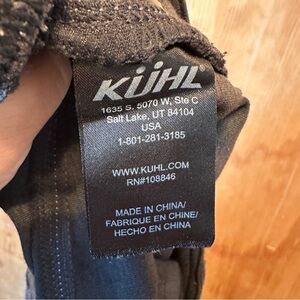 KÜHL
1635 S. 5070 W, Ste C
Salt Lake, UT 84104
USA
1-801-281-3185
WWW.KUHL.COM
RN#108846
MADE IN CHINA/
FABRIQUE EN CHINE/
HECHO EN CHINA